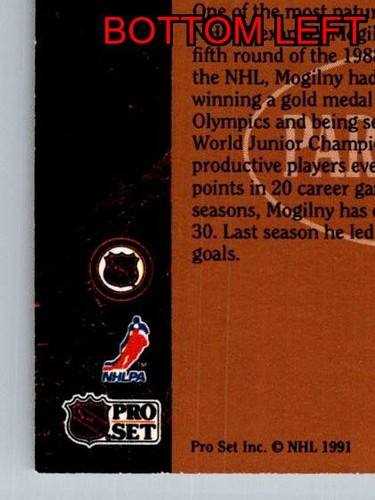 BOTTOM LEFT
One of the most natur
fifth round of the 198
the NHL, Mogilny had
winning a gold medal
Olympics and being se
World Junior Champi
productive players eve
points in 20 career ga
seasons, Mogilny has
30. Last season he led
goals.
NHLPA
PRO
SET
Pro Set Inc. © NHL 1991